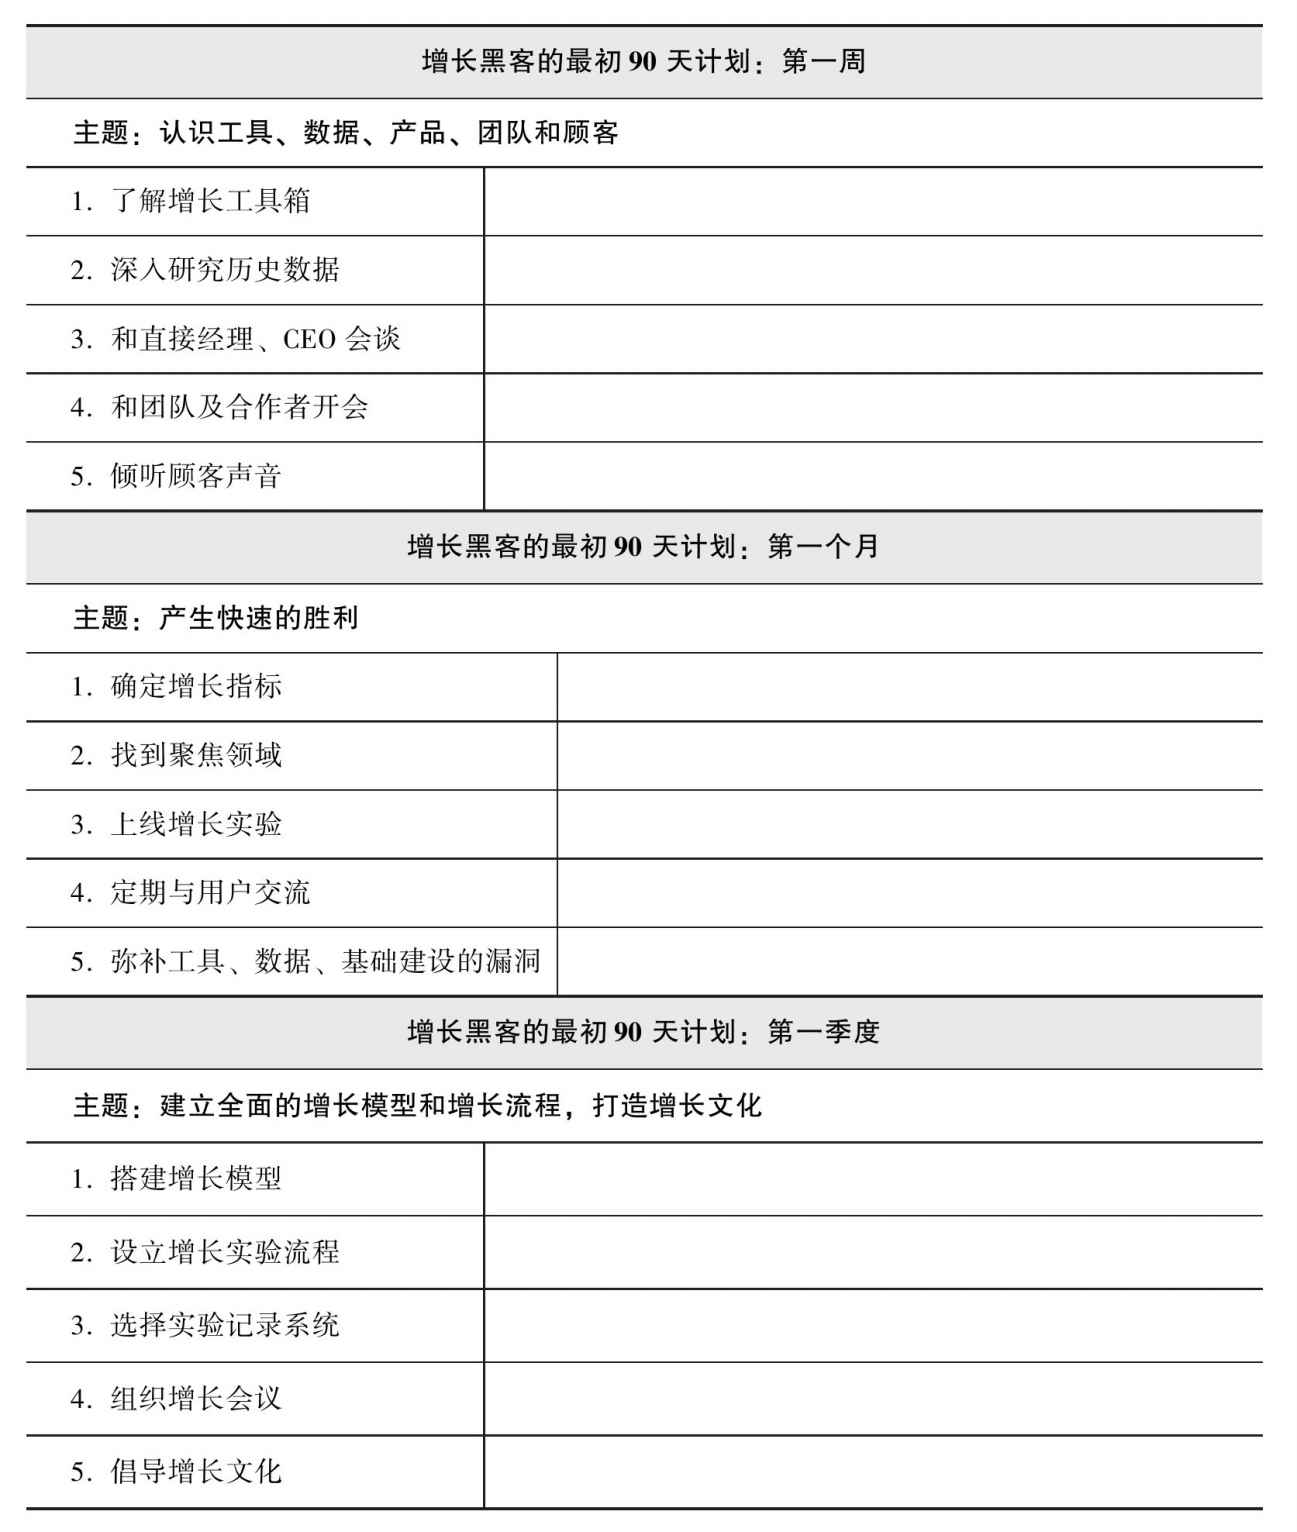 增长黑客的最初 90 天计划：第一周
主题：认识工具、数据、产品、团队和顾客
1. 了解增长工具箱
2. 深入研究历史数据
3. 和直接经理、CEO 会谈
4. 和团队及合作者开会
5. 倾听顾客声音
增长黑客的最初 90 天计划：第一个月
主题：产生快速的胜利
1. 确定增长指标
2. 找到聚焦领域
3. 上线增长实验
4. 定期与用户交流
5. 弥补工具、数据、基础建设的漏洞
增长黑客的最初 90 天计划：第一季度
主题：建立全面的增长模型和增长流程，打造增长文化
1. 搭建增长模型
2. 设立增长实验流程
3. 选择实验记录系统
4. 组织增长会议
5. 倡导增长文化